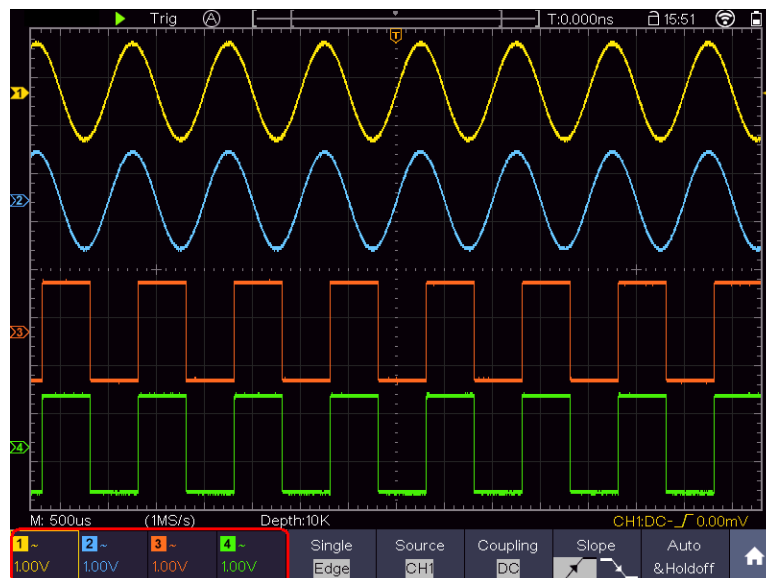 Trig A T:0.000ns 15:51
T
1
2
3
4
M: 500us (1MS/s) Depth:10K CH1:DC- 0.00mV
1 ~ 2 ~ 3 ~ 4 ~ Single Source Coupling Slope Auto
1.00V 1.00V 1.00V 1.00V Edge CH1 DC &Holdoff